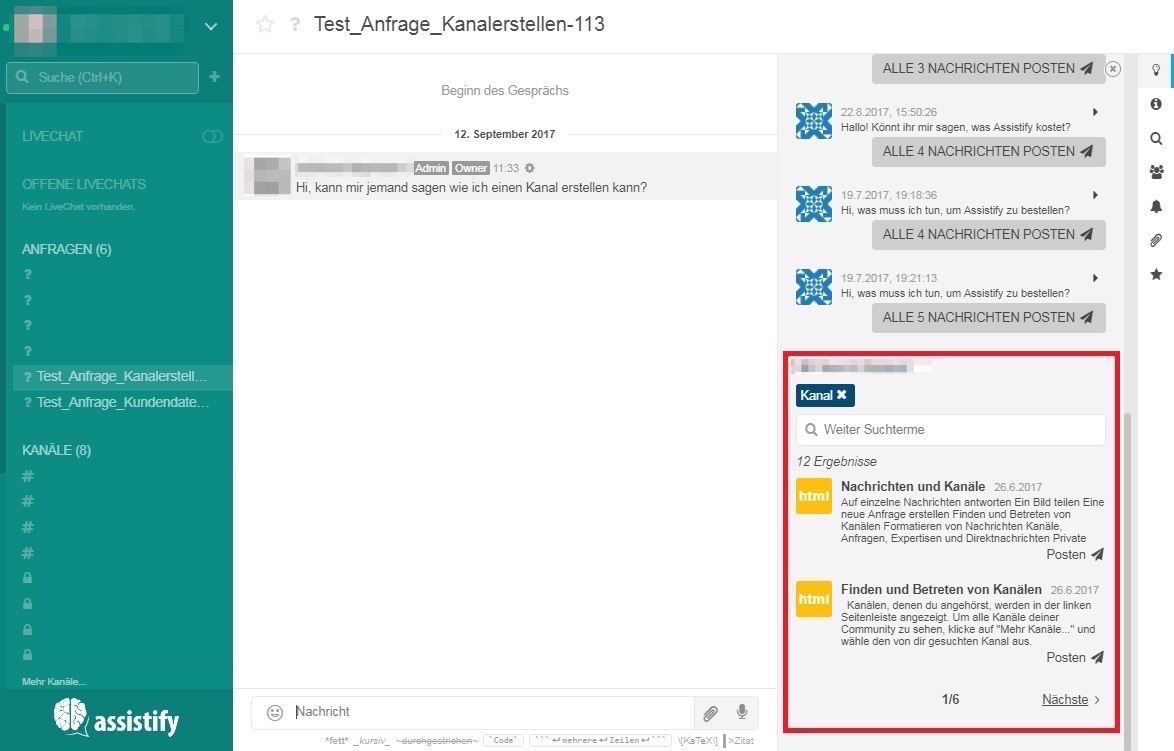 Suche (Ctrl+K)
LIVECHAT
OFFENE LIVECHATS
Kein LiveChat vorhanden.
ANFRAGEN (6)
?
?
?
?
? Test_Anfrage_Kanalerstell...
? Test_Anfrage_Kundendate...
KANÄLE (8)
#
#
#
#
Mehr Kanäle...
assistify
? Test_Anfrage_Kanalerstellen-113
Beginn des Gesprächs
12. September 2017
Admin Owner 11:33
Hi, kann mir jemand sagen wie ich einen Kanal erstellen kann?
Nachricht
*fett* _kursiv_ ~durchgestrichen~ `Code` ```↵mehrere↵Zeilen↵``` \[KaTeX\] >Zitat
ALLE 3 NACHRICHTEN POSTEN
22.8.2017, 15:50:26
Hallo! Könnt ihr mir sagen, was Assistify kostet?
ALLE 4 NACHRICHTEN POSTEN
19.7.2017, 19:18:36
Hi, was muss ich tun, um Assistify zu bestellen?
ALLE 4 NACHRICHTEN POSTEN
19.7.2017, 19:21:13
Hi, was muss ich tun, um Assistify zu bestellen?
ALLE 5 NACHRICHTEN POSTEN
Kanal ✖
Weiter Suchterme
12 Ergebnisse
html
Nachrichten und Kanäle 26.6.2017
Auf einzelne Nachrichten antworten Ein Bild teilen Eine
neue Anfrage erstellen Finden und Betreten von
Kanälen Formatieren von Nachrichten Kanäle,
Anfragen, Expertisen und Direktnachrichten Private
Posten
html
Finden und Betreten von Kanälen 26.6.2017
Kanälen, denen du angehörst, werden in der linken
Seitenleiste angezeigt. Um alle Kanäle deiner
Community zu sehen, klicke auf "Mehr Kanäle..." und
wähle den von dir gesuchten Kanal aus.
Posten
1/6 Nächste >